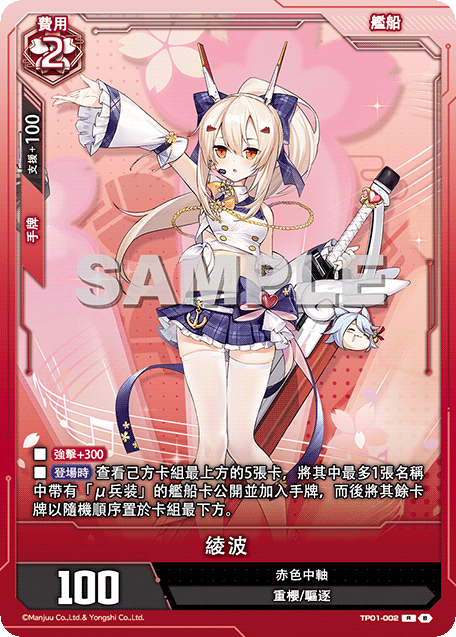 費用
2
艦船
支援+100
手牌
SAMPLE
■ 強擊+300
■ 登場時 查看己方卡組最上方的5張卡，將其中最多1張名稱
中帶有「μ兵装」的艦船卡公開並加入手牌，而後將其餘卡
牌以隨機順序置於卡組最下方。
綾波
100
赤色中軸
重櫻/驅逐
©Manjuu Co.,Ltd.& Yongshi Co.,Ltd.
TP01-002 R B